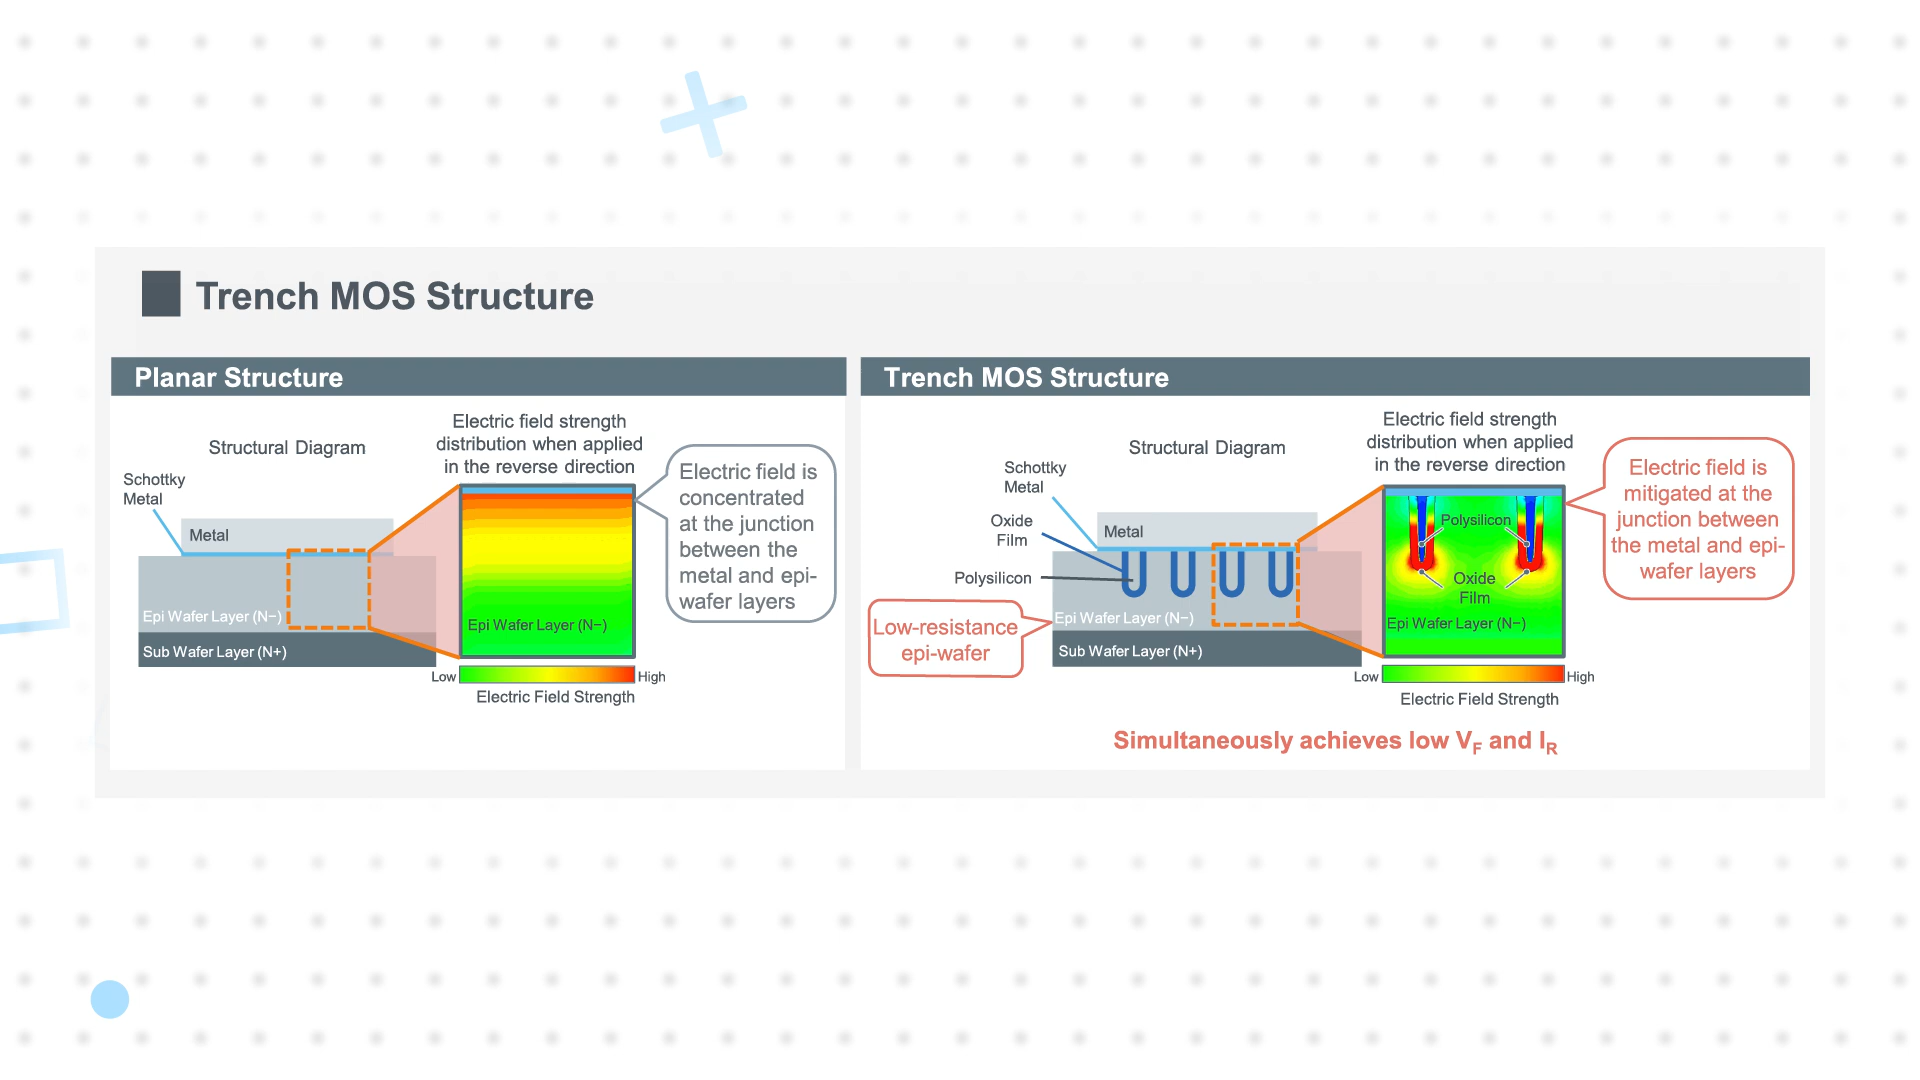 Trench MOS Structure
Planar Structure
Structural Diagram
Schottky
Metal
Metal
Epi Wafer Layer (N−)
Sub Wafer Layer (N+)
Electric field strength
distribution when applied
in the reverse direction
Epi Wafer Layer (N−)
Low
High
Electric Field Strength
Electric field is
concentrated
at the junction
between the
metal and epi-
wafer layers
Trench MOS Structure
Structural Diagram
Schottky
Metal
Oxide
Film
Polysilicon
Metal
Low-resistance
epi-wafer
Epi Wafer Layer (N−)
Sub Wafer Layer (N+)
Electric field strength
distribution when applied
in the reverse direction
Polysilicon
Oxide
Film
Epi Wafer Layer (N−)
Low
High
Electric Field Strength
Electric field is
mitigated at the
junction between
the metal and epi-
wafer layers
Simultaneously achieves low VF and IR